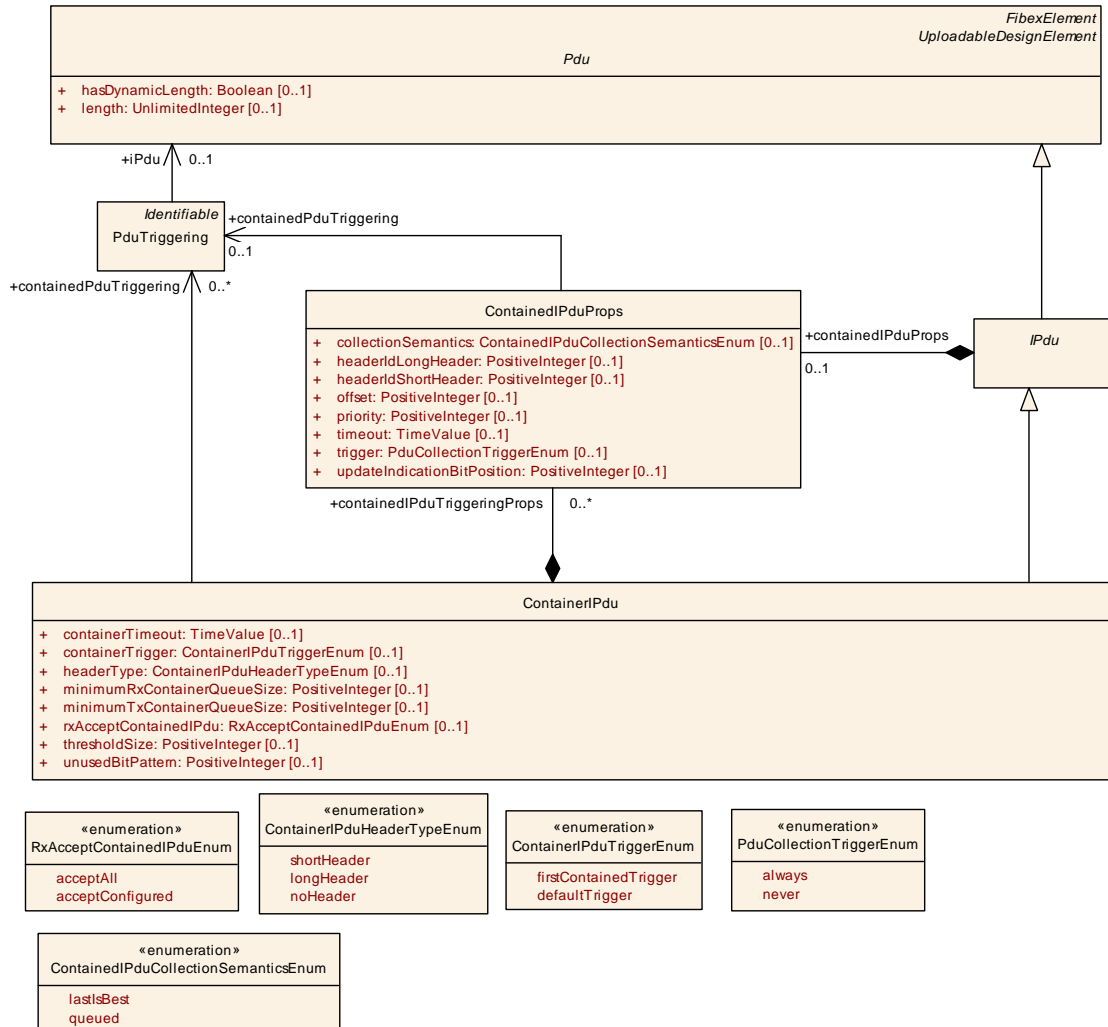 FibexElement
UploadableDesignElement
Pdu
+ hasDynamicLength: Boolean [0..1]
+ length: UnlimitedInteger [0..1]
+iPdu 0..1
Identifiable
PduTriggering
+containedPduTriggering
0..1
+containedPduTriggering 0..*
ContainedIPduProps
+ collectionSemantics: ContainedIPduCollectionSemanticsEnum [0..1]
+ headerIdLongHeader: PositiveInteger [0..1]
+ headerIdShortHeader: PositiveInteger [0..1]
+ offset: PositiveInteger [0..1]
+ priority: PositiveInteger [0..1]
+ timeout: TimeValue [0..1]
+ trigger: PduCollectionTriggerEnum [0..1]
+ updateIndicationBitPosition: PositiveInteger [0..1]
+containedIPduProps
0..1
IPdu
+containedIPduTriggeringProps 0..*
ContainerIPdu
+ containerTimeout: TimeValue [0..1]
+ containerTrigger: ContainerIPduTriggerEnum [0..1]
+ headerType: ContainerIPduHeaderTypeEnum [0..1]
+ minimumRxContainerQueueSize: PositiveInteger [0..1]
+ minimumTxContainerQueueSize: PositiveInteger [0..1]
+ rxAcceptContainedIPdu: RxAcceptContainedIPduEnum [0..1]
+ thresholdSize: PositiveInteger [0..1]
+ unusedBitPattern: PositiveInteger [0..1]
«enumeration»
RxAcceptContainedIPduEnum
acceptAll
acceptConfigured
«enumeration»
ContainerIPduHeaderTypeEnum
shortHeader
longHeader
noHeader
«enumeration»
ContainerIPduTriggerEnum
firstContainedTrigger
defaultTrigger
«enumeration»
PduCollectionTriggerEnum
always
never
«enumeration»
ContainedIPduCollectionSemanticsEnum
lastIsBest
queued